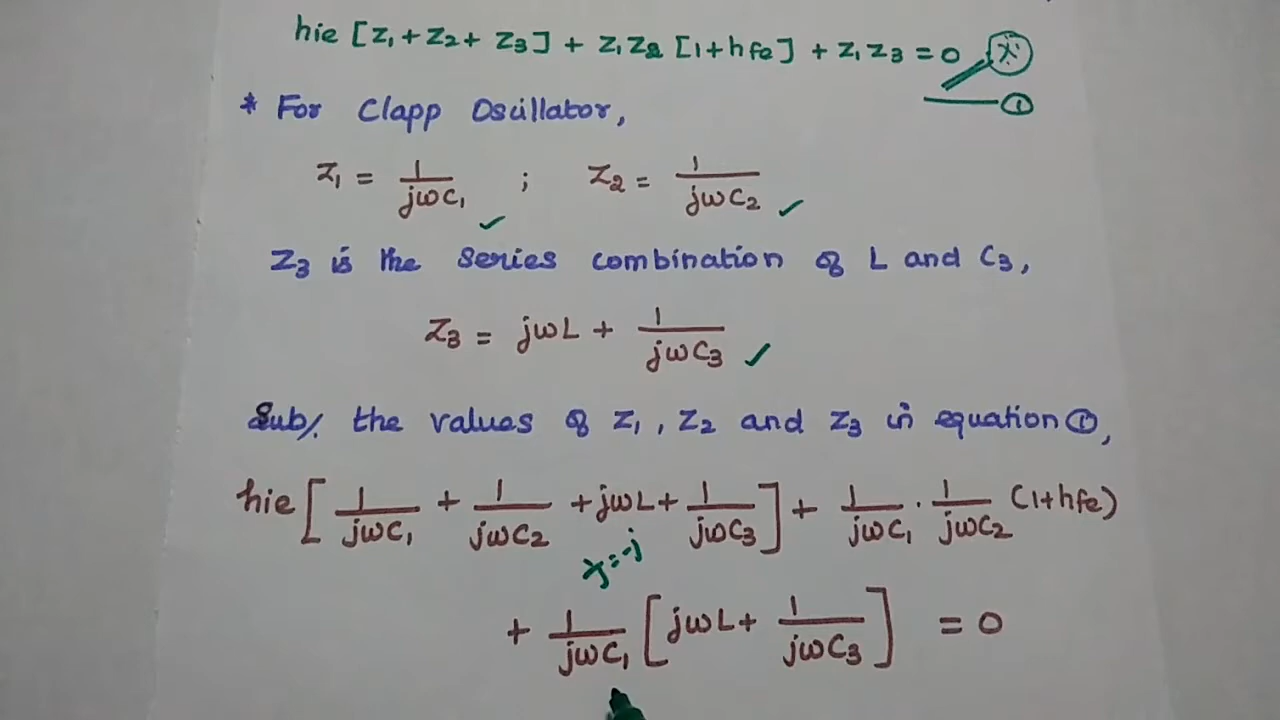 hie [Z₁+Z₂+ Z₃] + Z₁Z₂ [1+hfe] + Z₁Z₃ = 0
①
* For Clapp Oscillator,
Z₁ = 1/jωC₁ ; Z₂ = 1/jωC₂ ✓
Z₃ is the series combination of L and C₃,
Z₃ = jωL + 1/jωC₃ ✓
Sub/. the values of Z₁, Z₂ and Z₃ in equation ①,
hie [1/jωC₁ + 1/jωC₂ + jωL + 1/jωC₃] + 1/jωC₁ · 1/jωC₂ (1+hfe)
+ 1/jωC₁ [jωL + 1/jωC₃] = 0